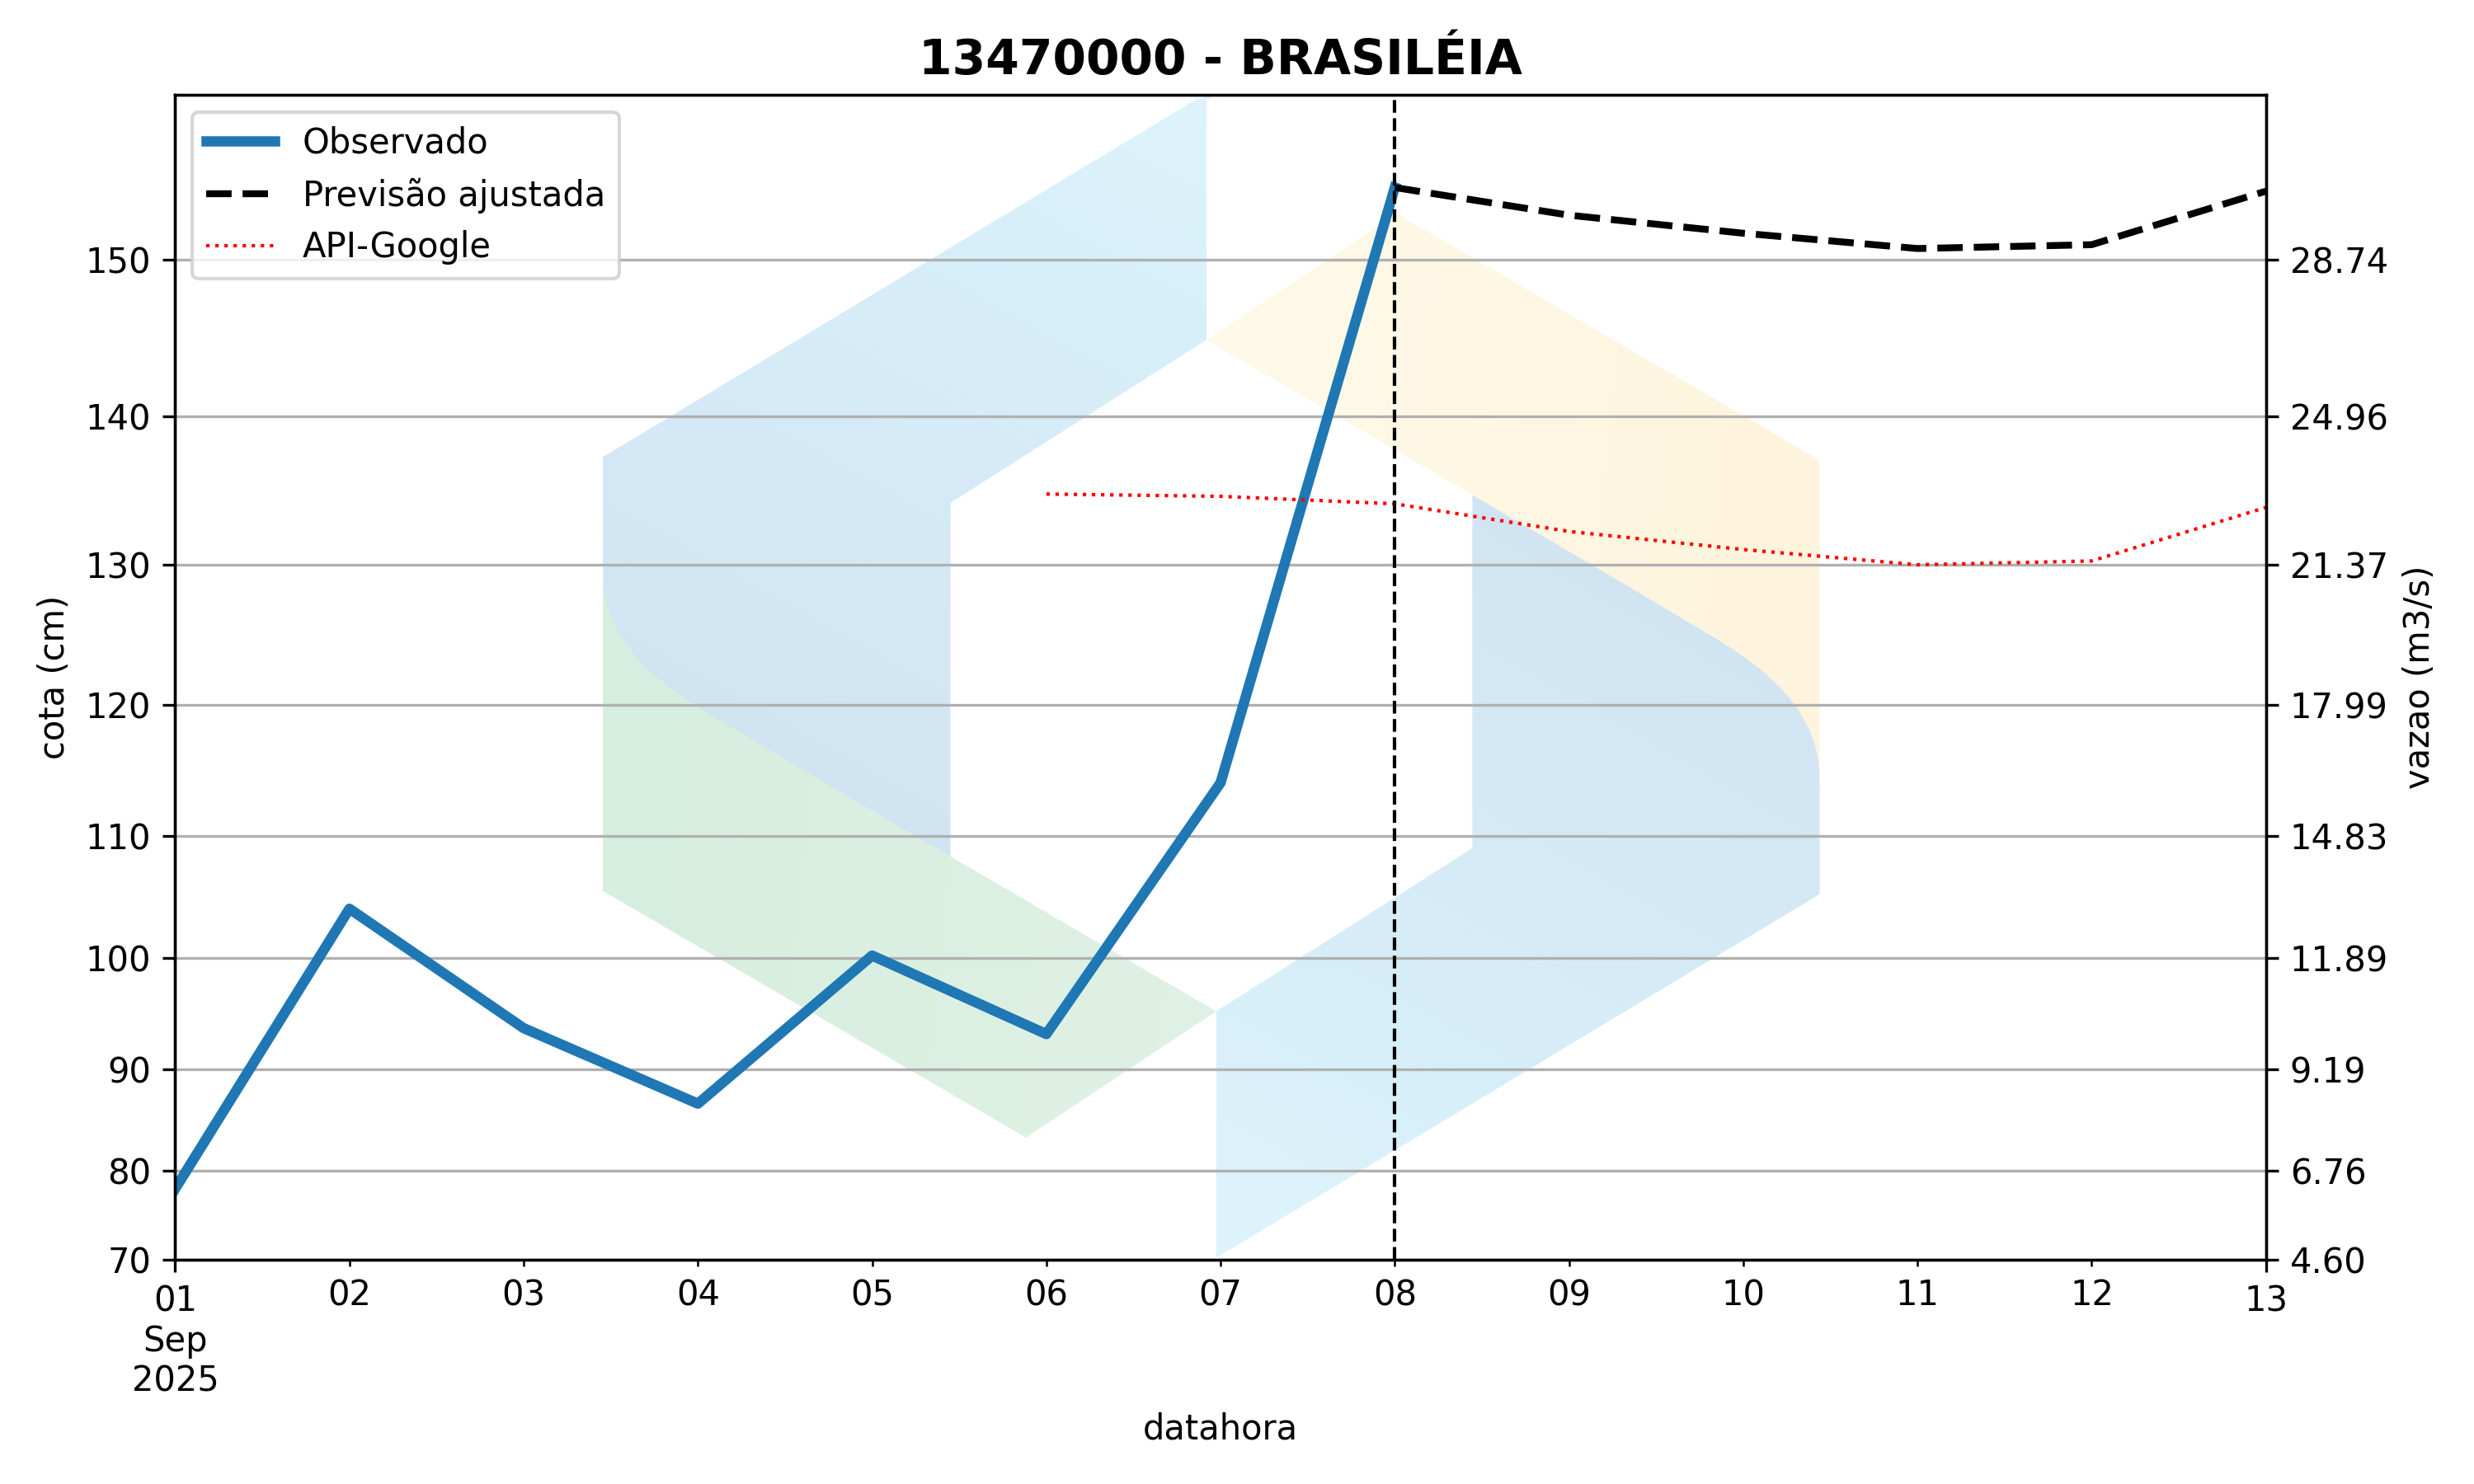 13470000 - BRASILÉIA
Observado
Previsão ajustada
API-Google
cota (cm)
150
140
130
120
110
100
90
80
70
28.74
24.96
21.37
17.99
14.83
11.89
9.19
6.76
4.60
vazao (m3/s)
01 02 03 04 05 06 07 08 09 10 11 12 13
Sep
2025
datahora